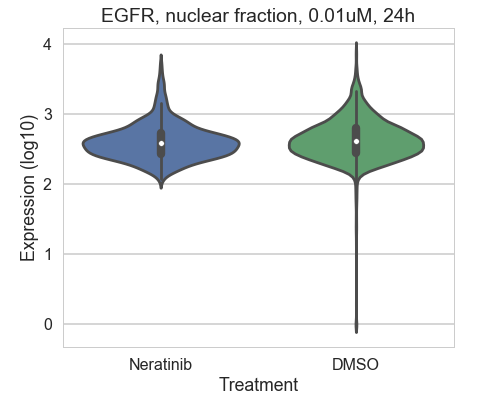 EGFR, nuclear fraction, 0.01uM, 24h
Expression (log10)
4
3
2
1
0
Neratinib DMSO
Treatment